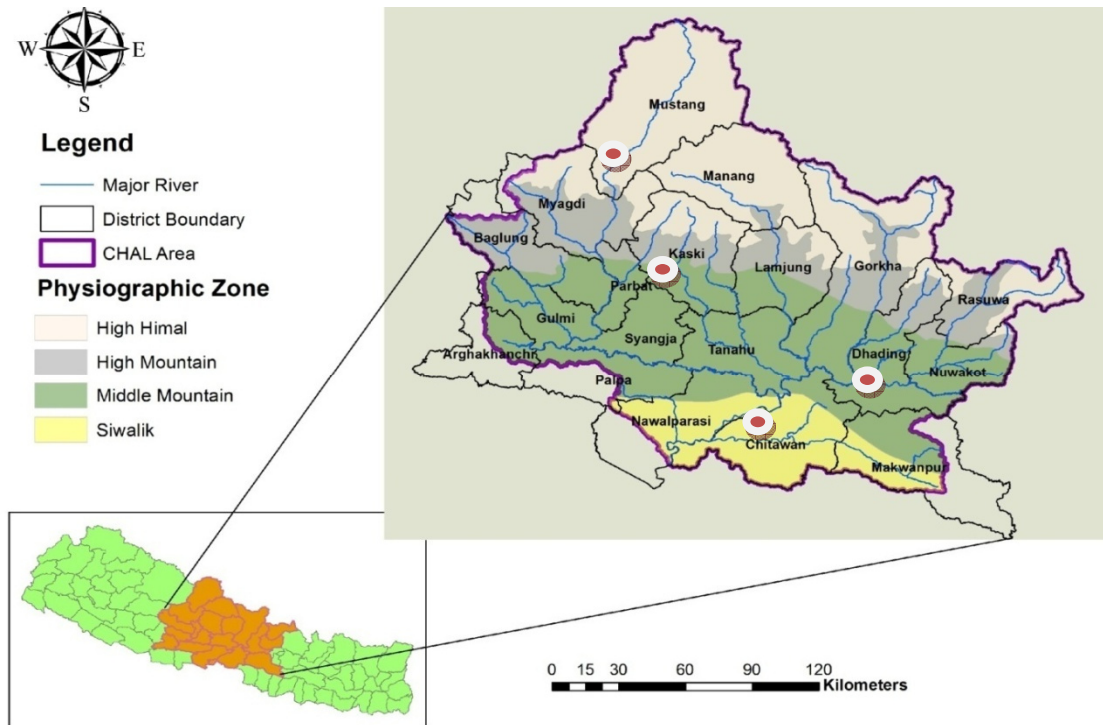 N
W E
S
Legend
Major River
District Boundary
CHAL Area
Physiographic Zone
High Himal
High Mountain
Middle Mountain
Siwalik
Mustang
Manang
Myagdi
Baglung
Kaski
Lamjung
Gorkha
Parbat
Rasuwa
Gulmi
Syangja
Tanahu
Dhading
Arghakhanchi
Nuwakot
Palpa
Nawalparasi
Chitawan
Makwanpur
0 15 30 60 90 120
Kilometers